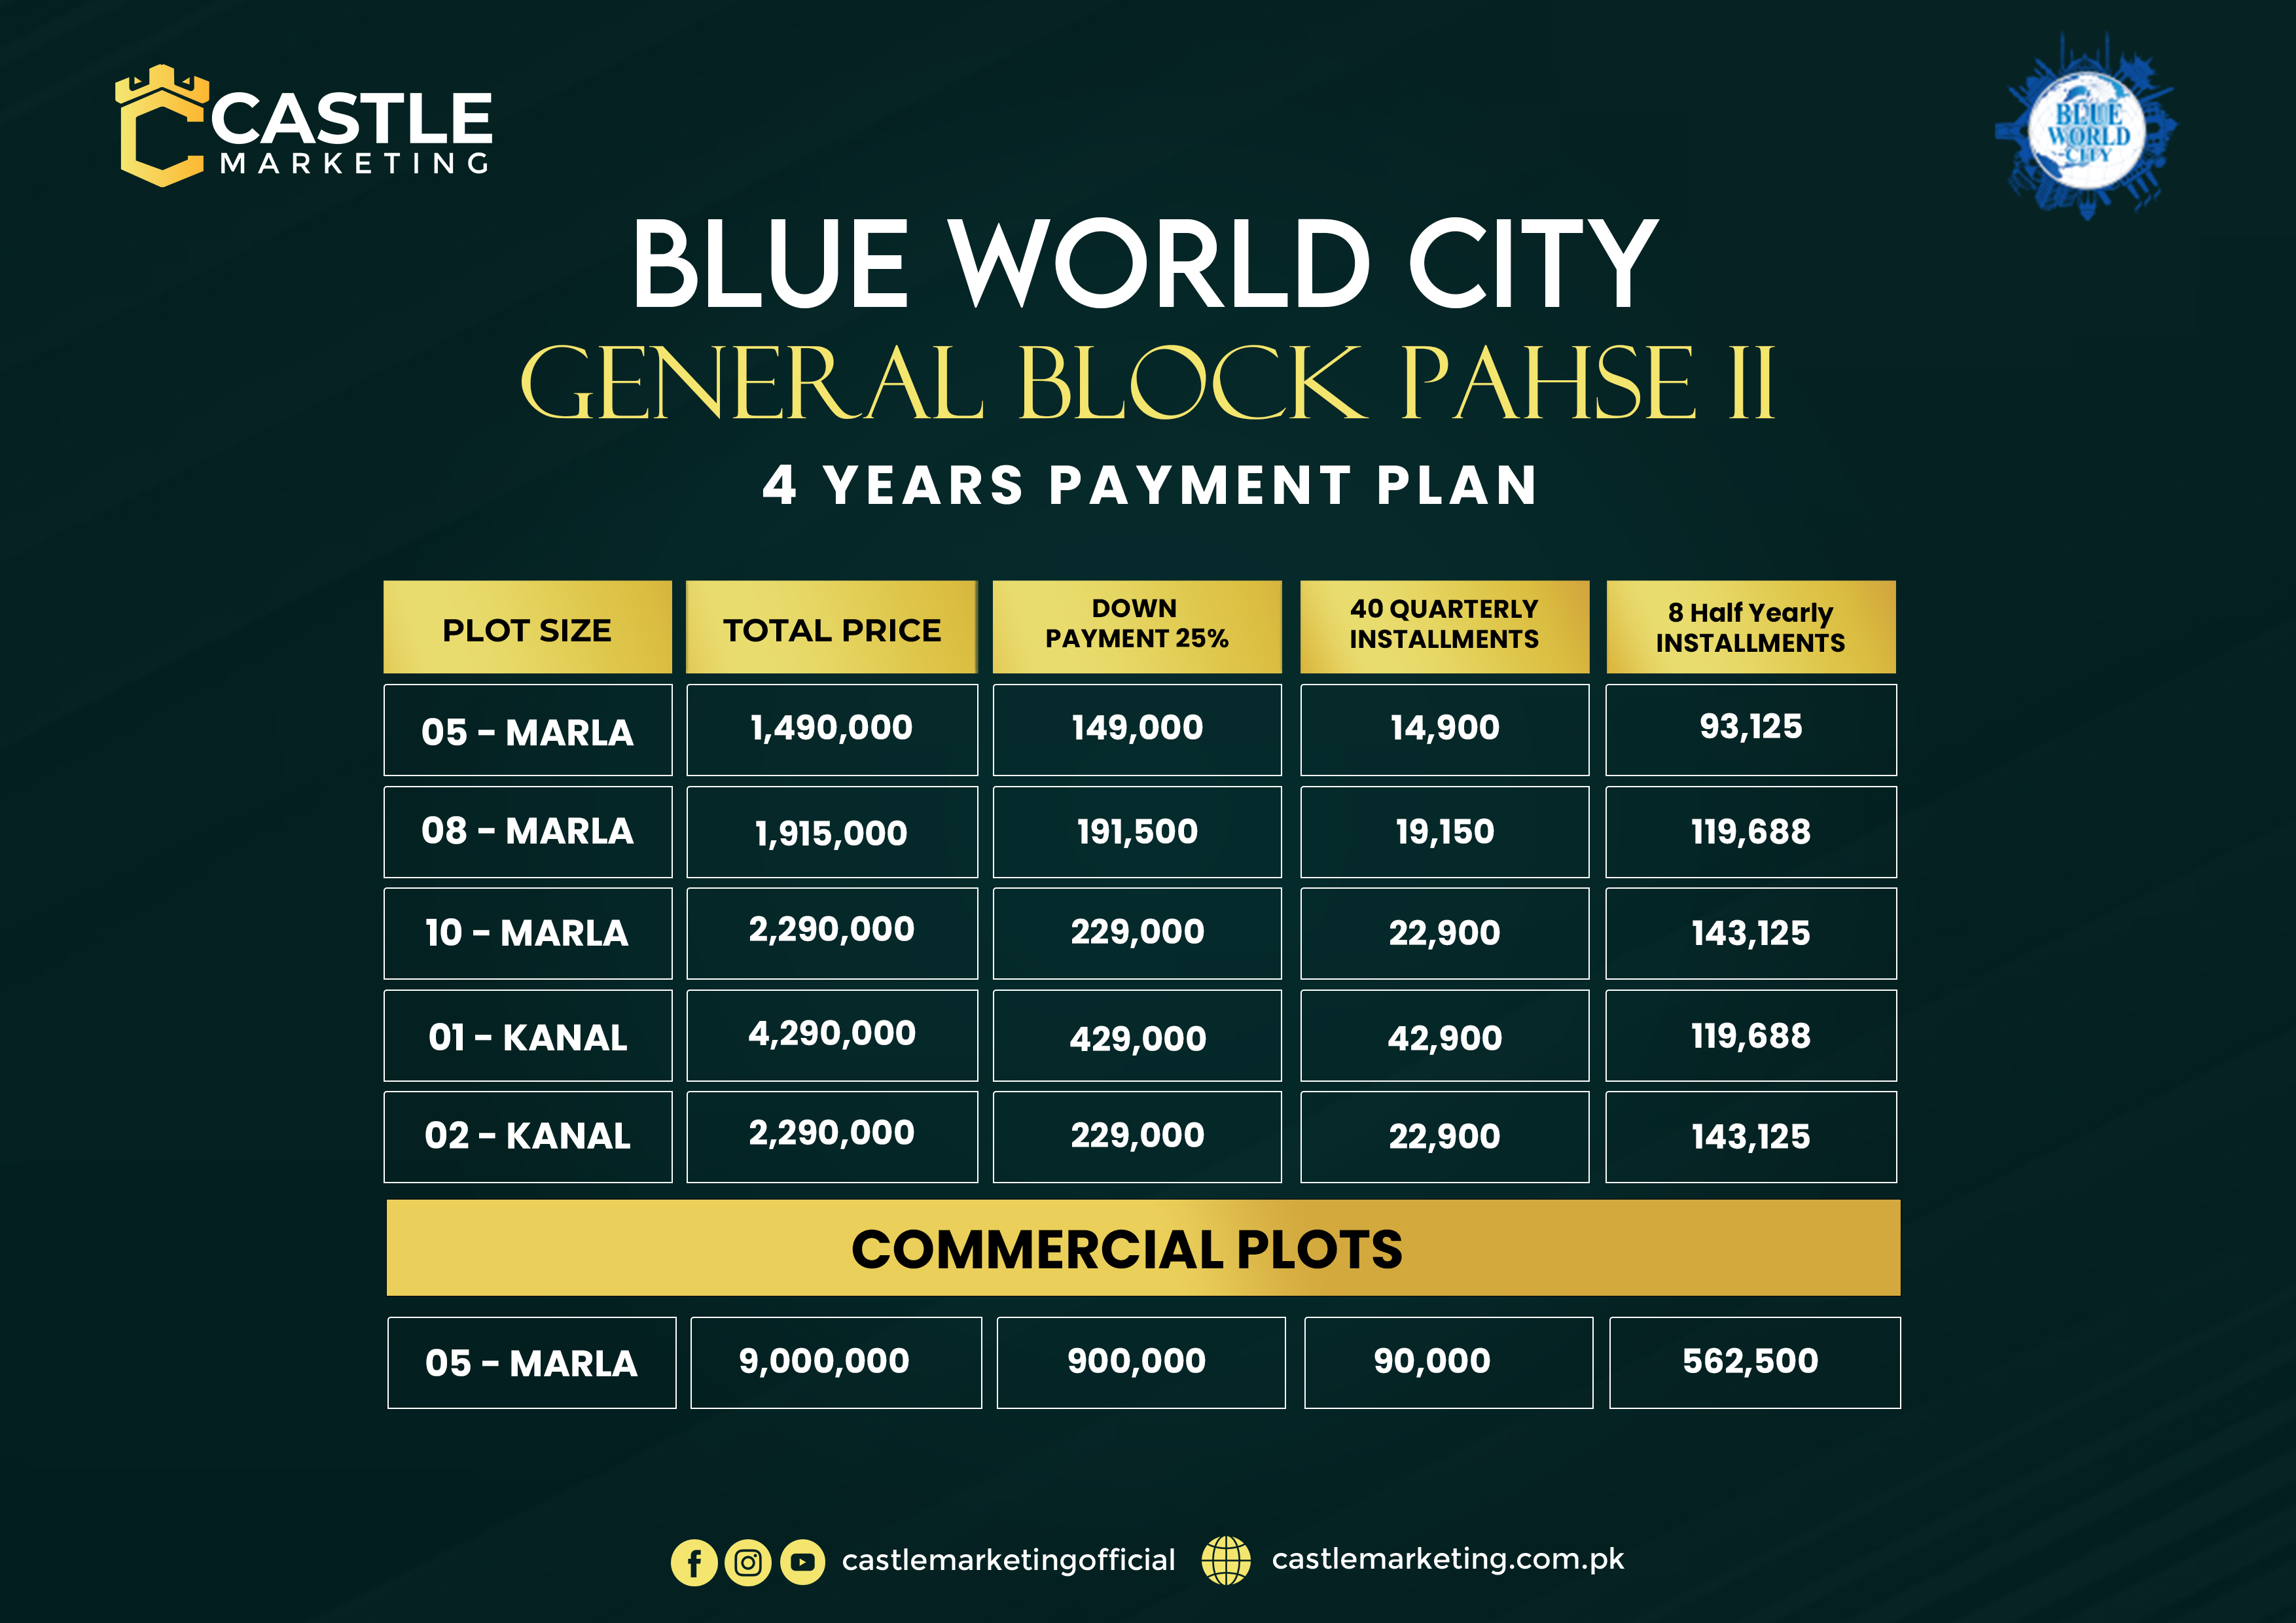 CASTLE
MARKETING
BLUE
WORLD
CITY
BLUE WORLD CITY
GENERAL BLOCK PAHSE II
4 YEARS PAYMENT PLAN
PLOT SIZE
TOTAL PRICE
DOWN
PAYMENT 25%
40 QUARTERLY
INSTALLMENTS
8 Half Yearly
INSTALLMENTS
05 - MARLA 1,490,000 149,000 14,900 93,125
08 - MARLA 1,915,000 191,500 19,150 119,688
10 - MARLA 2,290,000 229,000 22,900 143,125
01 - KANAL 4,290,000 429,000 42,900 119,688
02 - KANAL 2,290,000 229,000 22,900 143,125
COMMERCIAL PLOTS
05 - MARLA 9,000,000 900,000 90,000 562,500
castlemarketingofficial castlemarketing.com.pk